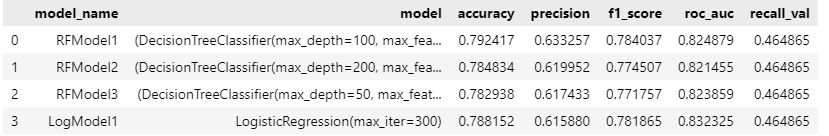 model_name model accuracy precision f1_score roc_auc recall_val
0 RFModel1 (DecisionTreeClassifier(max_depth=100, max_fea... 0.792417 0.633257 0.784037 0.824879 0.464865
1 RFModel2 (DecisionTreeClassifier(max_depth=200, max_fea... 0.784834 0.619952 0.774507 0.821455 0.464865
2 RFModel3 (DecisionTreeClassifier(max_depth=50, max_feat... 0.782938 0.617433 0.771757 0.823859 0.464865
3 LogModel1 LogisticRegression(max_iter=300) 0.788152 0.615880 0.781865 0.832325 0.464865